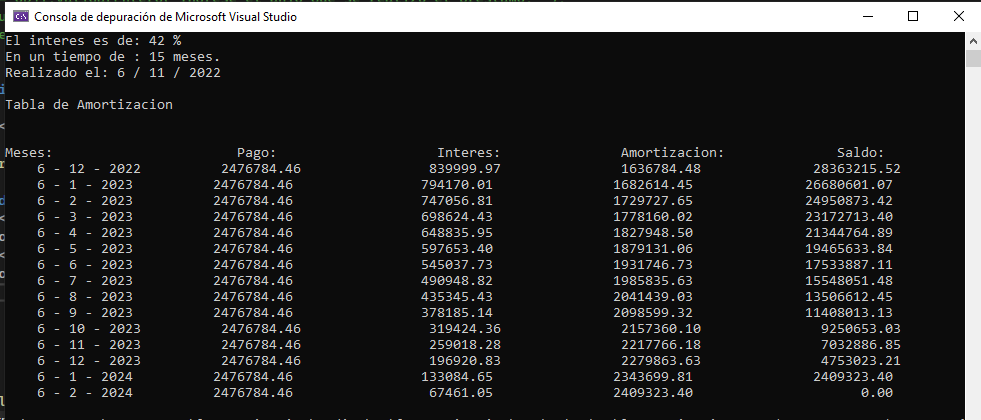 Consola de depuración de Microsoft Visual Studio
El interes es de: 42 %
En un tiempo de : 15 meses.
Realizado el: 6 / 11 / 2022
Tabla de Amortizacion
Meses: Pago: Interes: Amortizacion: Saldo:
6 - 12 - 2022 2476784.46 839999.97 1636784.48 28363215.52
6 - 1 - 2023 2476784.46 794170.01 1682614.45 26680601.07
6 - 2 - 2023 2476784.46 747056.81 1729727.65 24950873.42
6 - 3 - 2023 2476784.46 698624.43 1778160.02 23172713.40
6 - 4 - 2023 2476784.46 648835.95 1827948.50 21344764.89
6 - 5 - 2023 2476784.46 597653.40 1879131.06 19465633.84
6 - 6 - 2023 2476784.46 545037.73 1931746.73 17533887.11
6 - 7 - 2023 2476784.46 490948.82 1985835.63 15548051.48
6 - 8 - 2023 2476784.46 435345.43 2041439.03 13506612.45
6 - 9 - 2023 2476784.46 378185.14 2098599.32 11408013.13
6 - 10 - 2023 2476784.46 319424.36 2157360.10 9250653.03
6 - 11 - 2023 2476784.46 259018.28 2217766.18 7032886.85
6 - 12 - 2023 2476784.46 196920.83 2279863.63 4753023.21
6 - 1 - 2024 2476784.46 133084.65 2343699.81 2409323.40
6 - 2 - 2024 2476784.46 67461.05 2409323.40 0.00